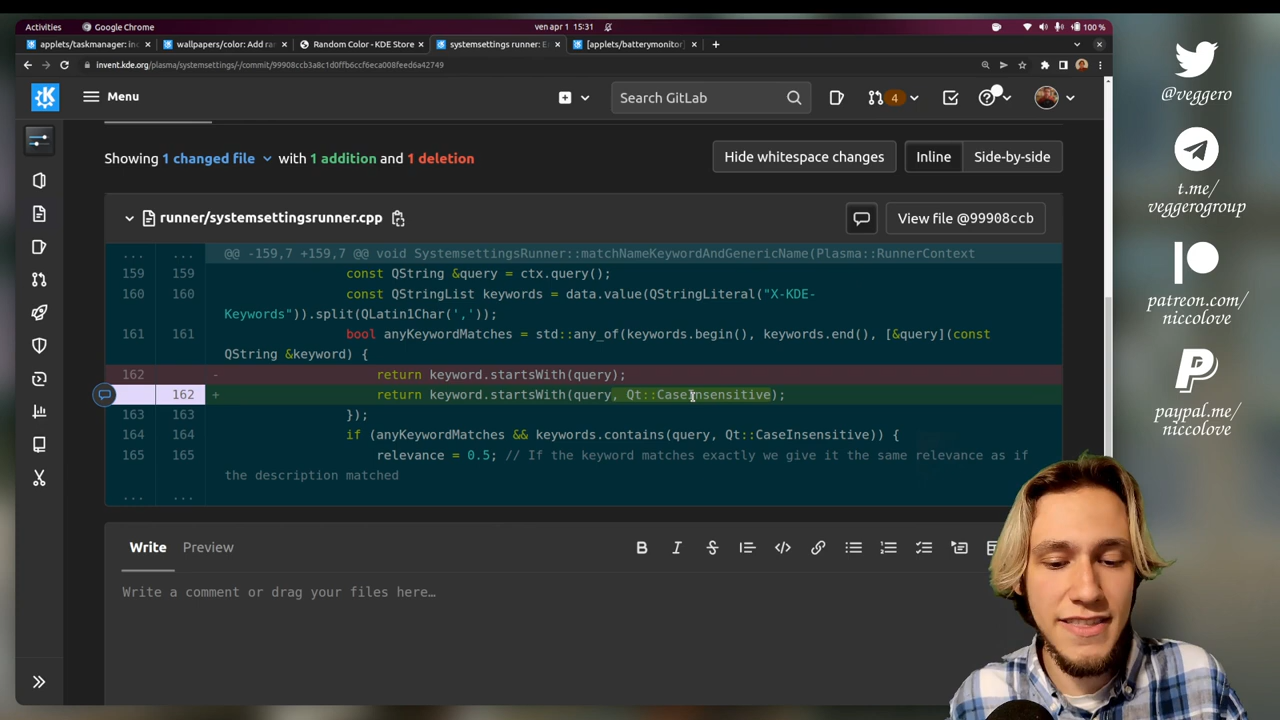 Activities
Google Chrome
ven apr 1 15:31
100 %
applets/taskmanager: in
wallpapers/color: Add ra
Random Color - KDE Store
systemsettings runner: E
[applets/batterymonitor]
invent.kde.org/plasma/systemsettings/-/commit/99908ccb3a8c1d0ffb6ccf6eca008feed6a42749
Menu
Search GitLab
4
Showing 1 changed file with 1 addition and 1 deletion
Hide whitespace changes
Inline
Side-by-side
runner/systemsettingsrunner.cpp
View file @99908ccb
... ... @@ -159,7 +159,7 @@ void SystemsettingsRunner::matchNameKeywordAndGenericName(Plasma::RunnerContext
159 159 const QString &query = ctx.query();
160 160 const QStringList keywords = data.value(QStringLiteral("X-KDE-
Keywords")).split(QLatin1Char(','));
161 161 bool anyKeywordMatches = std::any_of(keywords.begin(), keywords.end(), [&query](const
QString &keyword) {
162 - return keyword.startsWith(query);
162 + return keyword.startsWith(query, Qt::CaseInsensitive);
163 163 });
164 164 if (anyKeywordMatches && keywords.contains(query, Qt::CaseInsensitive)) {
165 165 relevance = 0.5; // If the keyword matches exactly we give it the same relevance as if
the description matched
... ...
Write
Preview
Write a comment or drag your files here…
@veggero
t.me/
veggerogroup
patreon.com/
niccolove
paypal.me/
niccolove